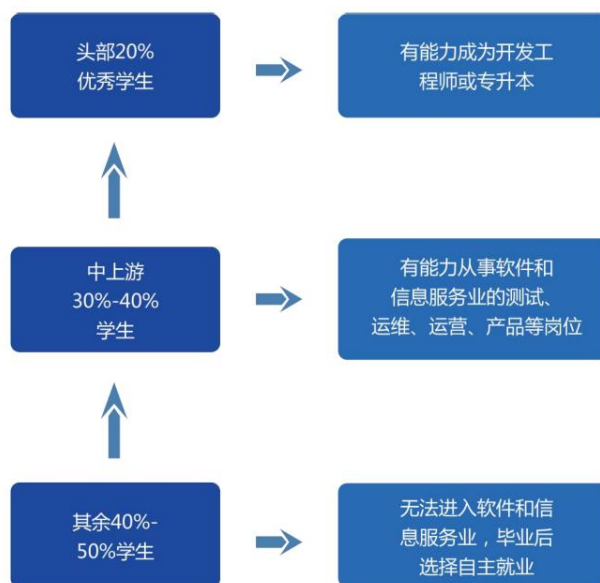 头部20%
优秀学生
有能力成为开发工
程师或专升本
中上游
30%-40%
学生
有能力从事软件和
信息服务业的测试、
运维、运营、产品等岗位
其余40%-
50%学生
无法进入软件和信
息服务业，毕业后
选择自主就业